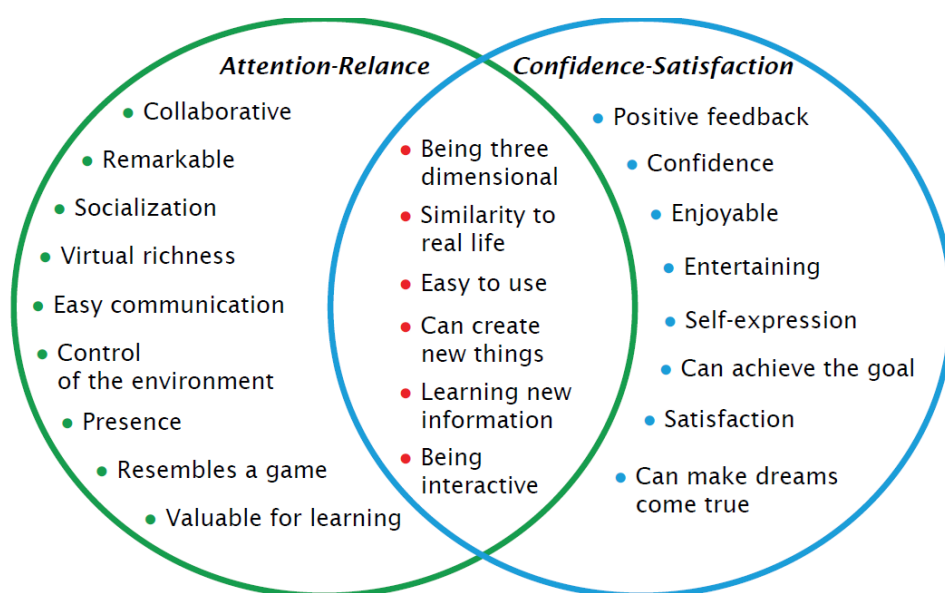 Attention-Relance
Collaborative
Remarkable
Socialization
Virtual richness
Easy communication
Control
of the environment
Presence
Resembles a game
Valuable for learning
Being three
dimensional
Similarity to
real life
Easy to use
Can create
new things
Learning new
information
Being
interactive
Confidence-Satisfaction
Positive feedback
Confidence
Enjoyable
Entertaining
Self-expression
Can achieve the goal
Satisfaction
Can make dreams
come true